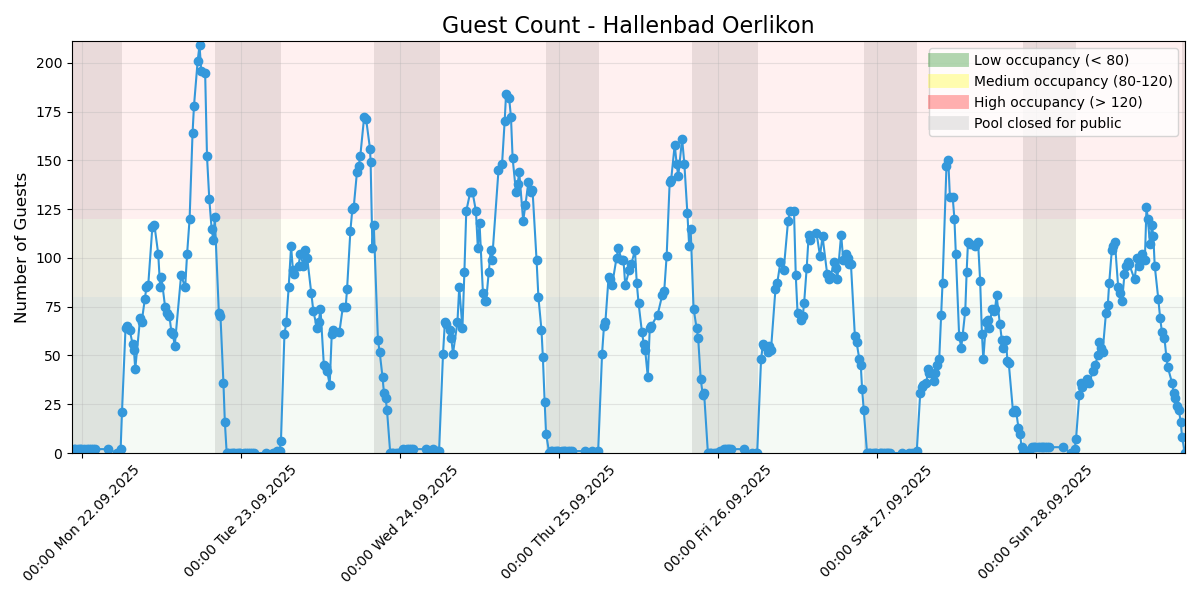 Guest Count - Hallenbad Oerlikon
Number of Guests
200
175
150
125
100
75
50
25
0
Low occupancy (< 80)
Medium occupancy (80-120)
High occupancy (> 120)
Pool closed for public
00:00 Mon 22.09.2025
00:00 Tue 23.09.2025
00:00 Wed 24.09.2025
00:00 Thu 25.09.2025
00:00 Fri 26.09.2025
00:00 Sat 27.09.2025
00:00 Sun 28.09.2025